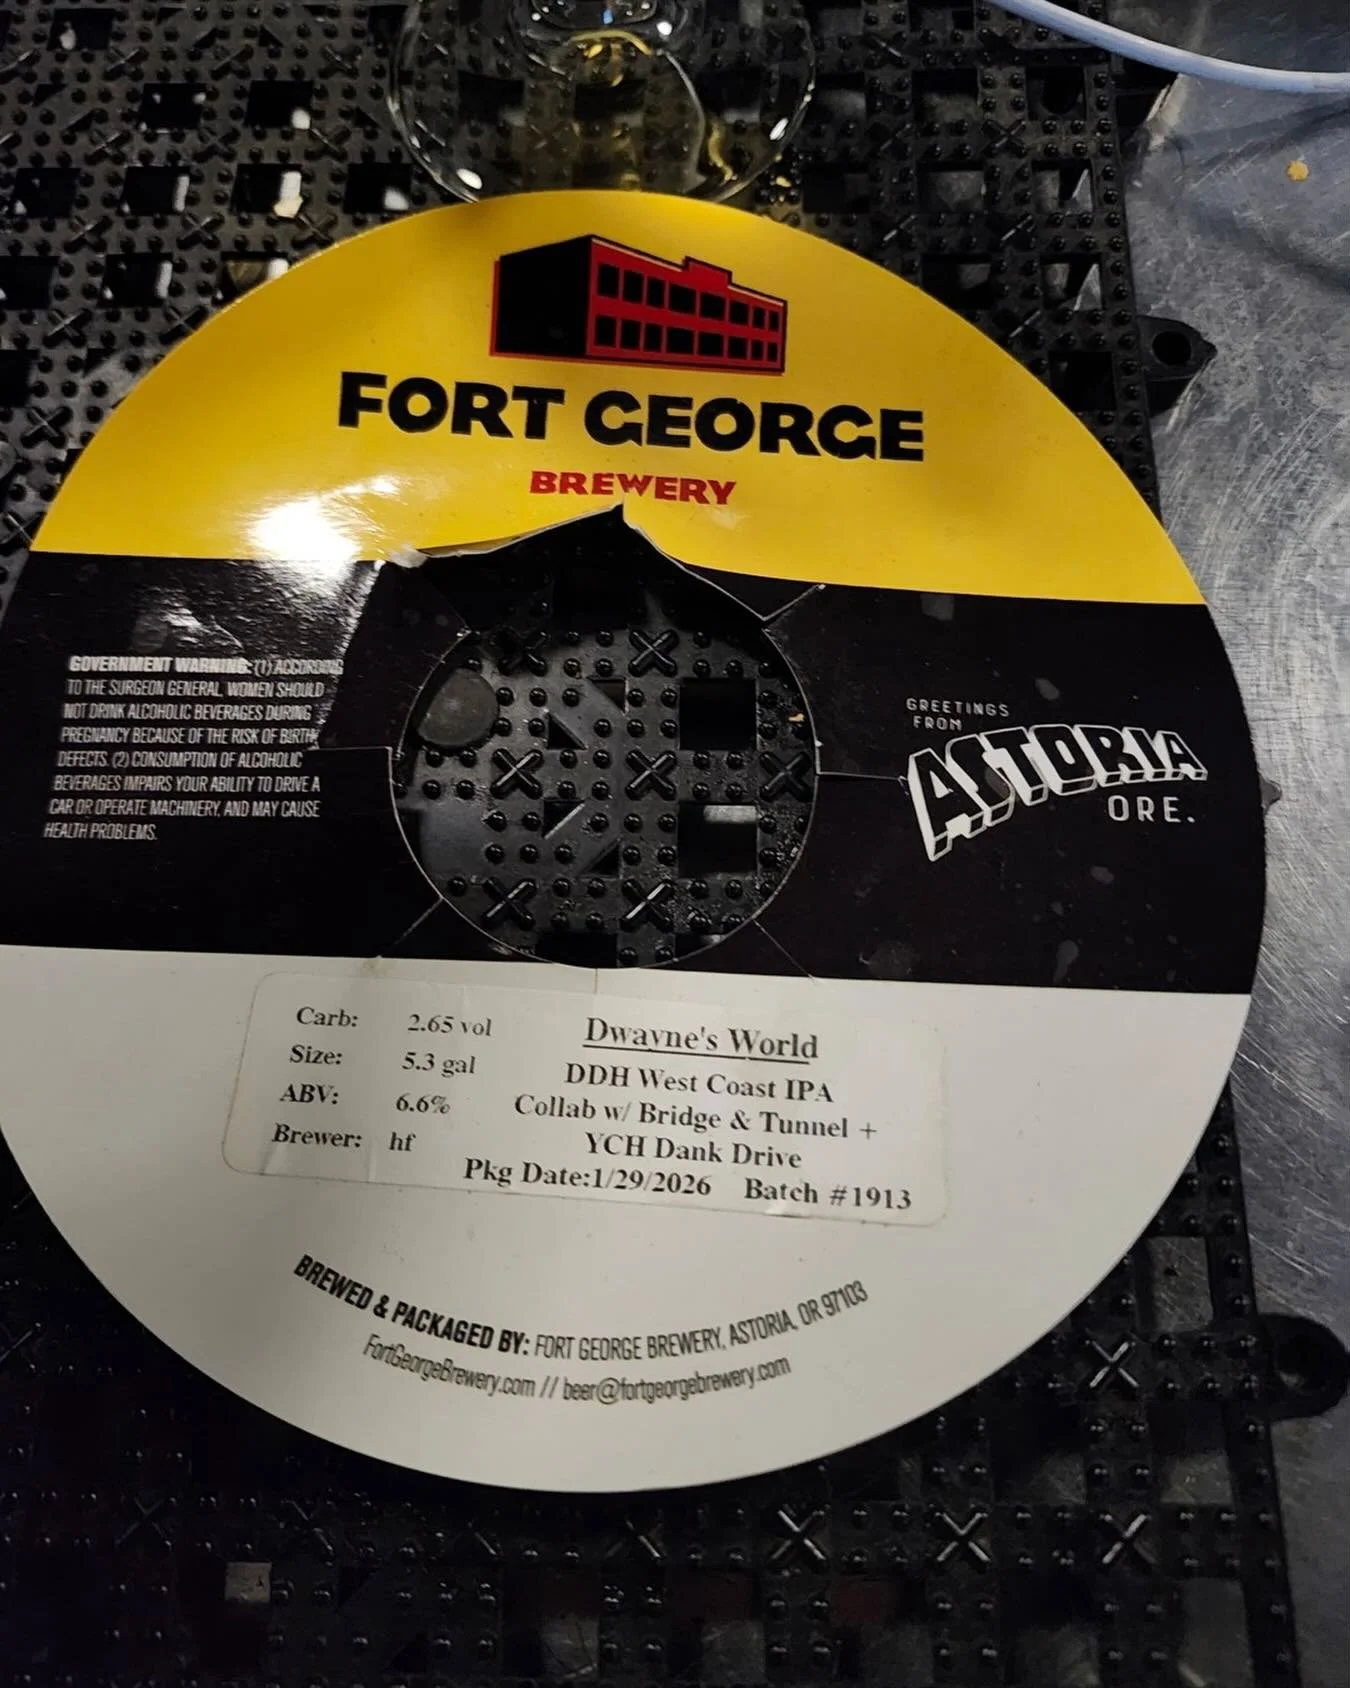 FORT GEORGE
BREWERY
GOVERNMENT WARNING: (1) ACCORDING
TO THE SURGEON GENERAL, WOMEN SHOULD
NOT DRINK ALCOHOLIC BEVERAGES DURING
PREGNANCY BECAUSE OF THE RISK OF BIRTH
DEFECTS. (2) CONSUMPTION OF ALCOHOLIC
BEVERAGES IMPAIRS YOUR ABILITY TO DRIVE A
CAR OR OPERATE MACHINERY, AND MAY CAUSE
HEALTH PROBLEMS.
GREETINGS
FROM
ASTORIA
ORE.
Carb: 2.65 vol
Size: 5.3 gal
ABV: 6.6%
Brewer: hf
Dwayne's World
DDH West Coast IPA
Collab w/ Bridge & Tunnel +
YCH Dank Drive
Pkg Date:1/29/2026 Batch #1913
BREWED & PACKAGED BY: FORT GEORGE BREWERY, ASTORIA, OR 97103
FortGeorgeBrewery.com // beer@fortgeorgebrewery.com